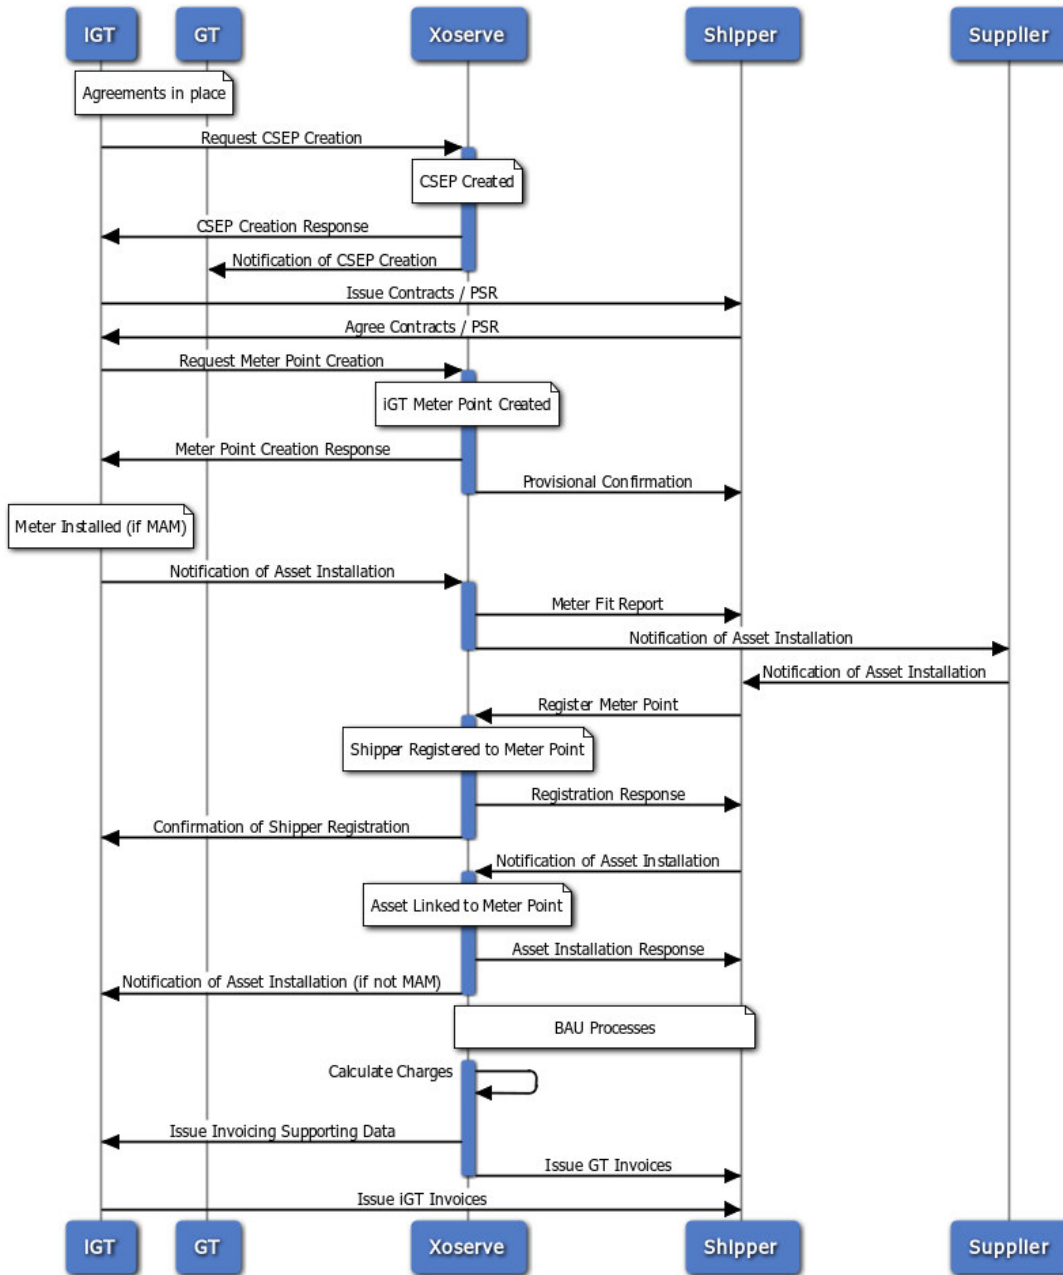 iGT GT Xoserve Shipper Supplier
Agreements in place
Request CSEP Creation
CSEP Created
CSEP Creation Response
Notification of CSEP Creation
Issue Contracts / PSR
Agree Contracts / PSR
Request Meter Point Creation
iGT Meter Point Created
Meter Point Creation Response
Provisional Confirmation
Meter Installed (if MAM)
Notification of Asset Installation
Meter Fit Report
Notification of Asset Installation
Notification of Asset Installation
Register Meter Point
Shipper Registered to Meter Point
Registration Response
Confirmation of Shipper Registration
Notification of Asset Installation
Asset Linked to Meter Point
Asset Installation Response
Notification of Asset Installation (if not MAM)
BAU Processes
Calculate Charges
Issue Invoicing Supporting Data
Issue GT Invoices
Issue iGT Invoices
iGT GT Xoserve Shipper Supplier